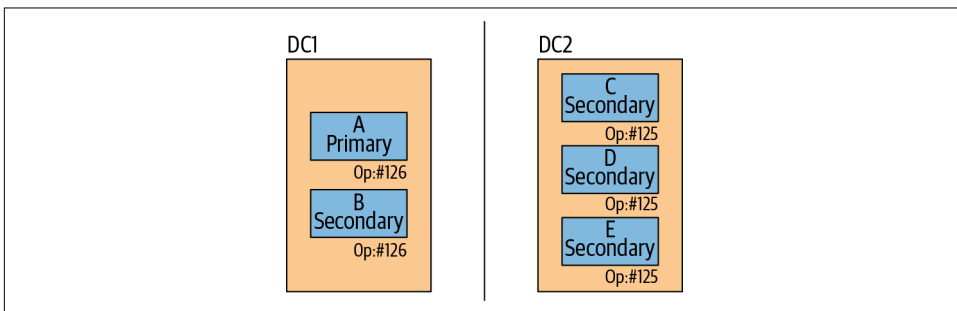 DC1
A
Primary
Op:#126
B
Secondary
Op:#126
DC2
C
Secondary
Op:#125
D
Secondary
Op:#125
E
Secondary
Op:#125